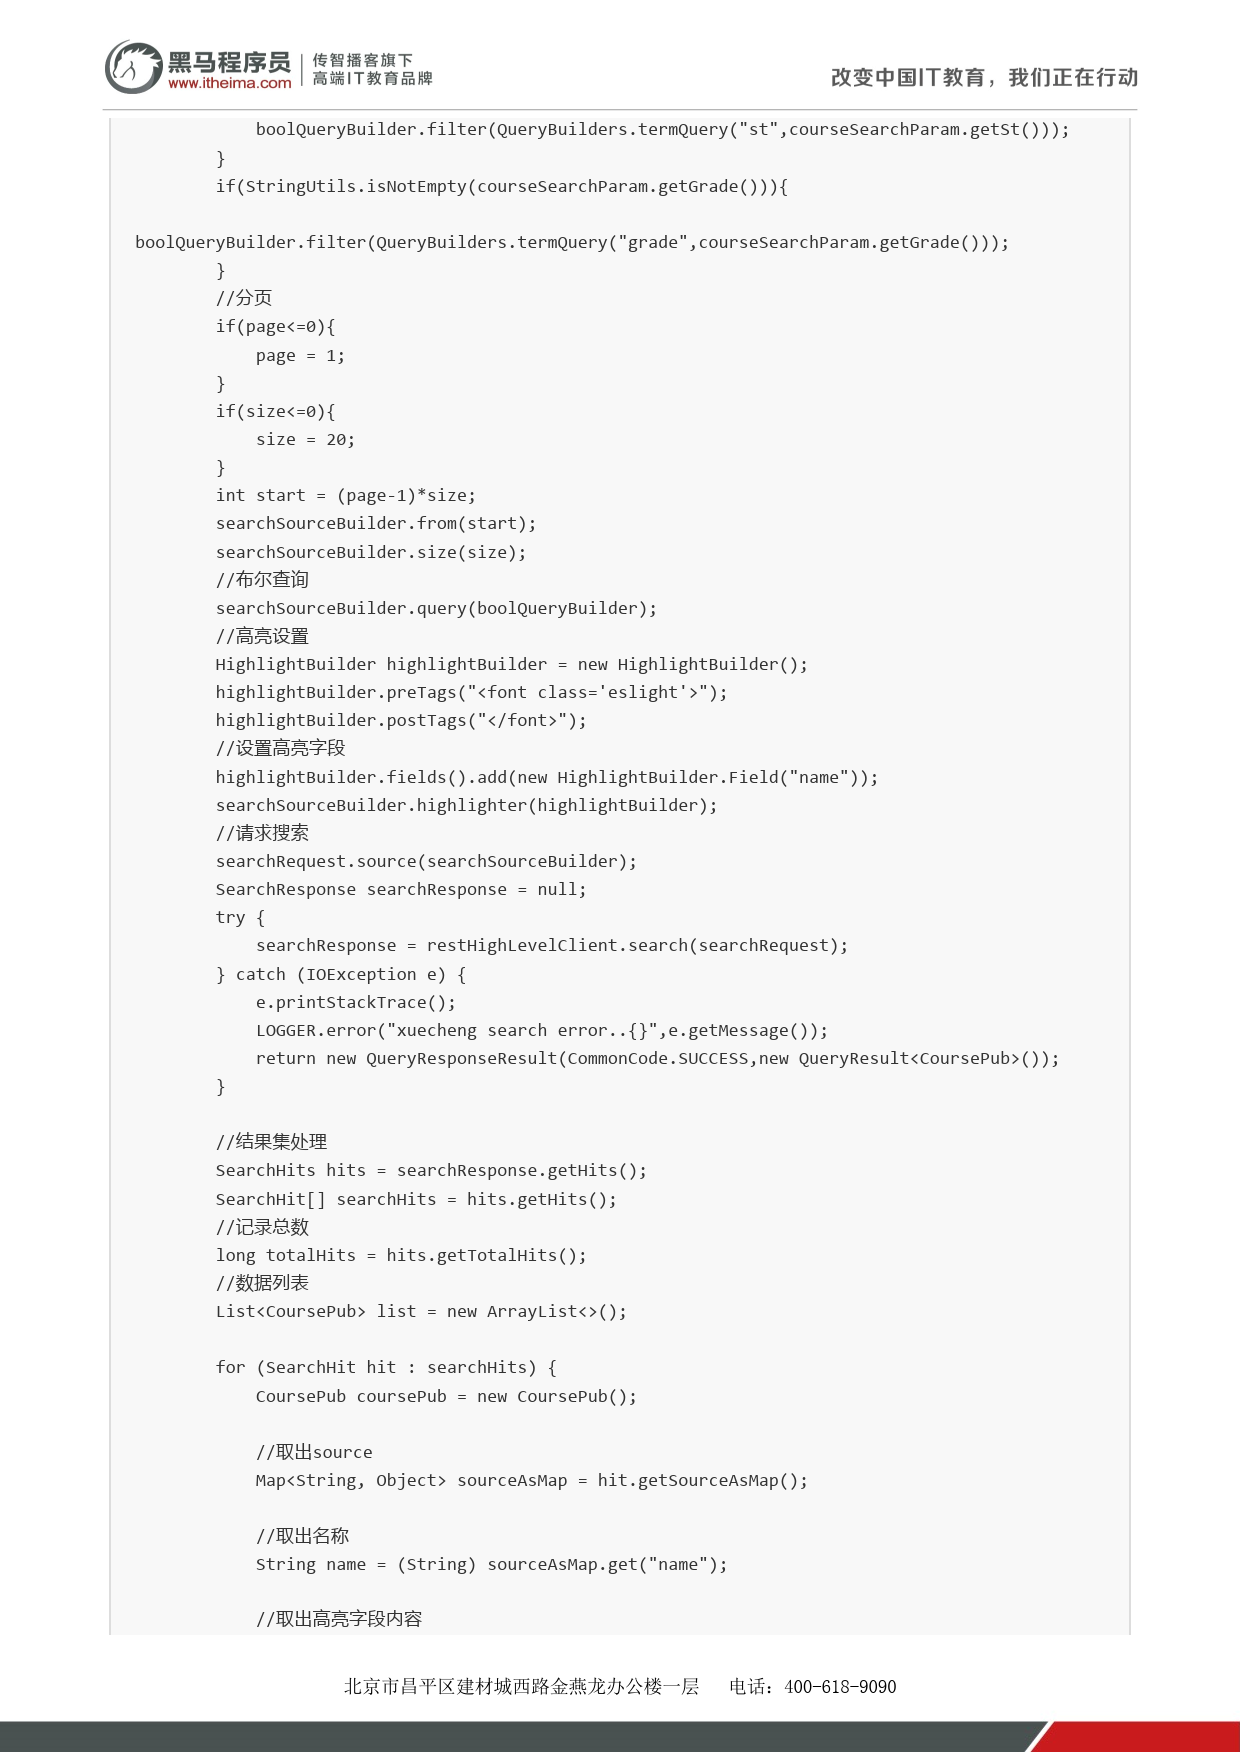 黑马程序员
www.itheima.com
传智播客旗下
高端IT教育品牌
改变中国IT教育，我们正在行动
            boolQueryBuilder.filter(QueryBuilders.termQuery("st",courseSearchParam.getSt()));
        }
        if(StringUtils.isNotEmpty(courseSearchParam.getGrade())){
boolQueryBuilder.filter(QueryBuilders.termQuery("grade",courseSearchParam.getGrade()));
        }
        //分页
        if(page<=0){
            page = 1;
        }
        if(size<=0){
            size = 20;
        }
        int start = (page-1)*size;
        searchSourceBuilder.from(start);
        searchSourceBuilder.size(size);
        //布尔查询
        searchSourceBuilder.query(boolQueryBuilder);
        //高亮设置
        HighlightBuilder highlightBuilder = new HighlightBuilder();
        highlightBuilder.preTags("<font class='eslight'>");
        highlightBuilder.postTags("</font>");
        //设置高亮字段
        highlightBuilder.fields().add(new HighlightBuilder.Field("name"));
        searchSourceBuilder.highlighter(highlightBuilder);
        //请求搜索
        searchRequest.source(searchSourceBuilder);
        SearchResponse searchResponse = null;
        try {
            searchResponse = restHighLevelClient.search(searchRequest);
        } catch (IOException e) {
            e.printStackTrace();
            LOGGER.error("xuecheng search error..{}",e.getMessage());
            return new QueryResponseResult(CommonCode.SUCCESS,new QueryResult<CoursePub>());
        }
        //结果集处理
        SearchHits hits = searchResponse.getHits();
        SearchHit[] searchHits = hits.getHits();
        //记录总数
        long totalHits = hits.getTotalHits();
        //数据列表
        List<CoursePub> list = new ArrayList<>();
        for (SearchHit hit : searchHits) {
            CoursePub coursePub = new CoursePub();
            //取出source
            Map<String, Object> sourceAsMap = hit.getSourceAsMap();
            //取出名称
            String name = (String) sourceAsMap.get("name");
            //取出高亮字段内容
北京市昌平区建材城西路金燕龙办公楼一层 电话：400-618-9090